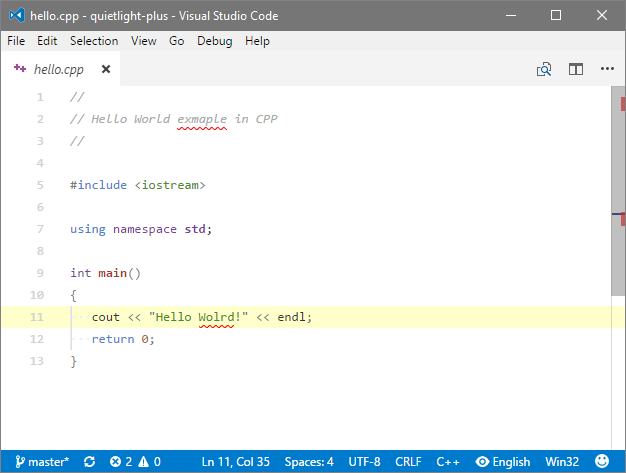 hello.cpp - quietlight-plus - Visual Studio Code
File Edit Selection View Go Debug Help
hello.cpp
1 //
2 // Hello World exmaple in CPP
3 //
4
5 #include <iostream>
6
7 using namespace std;
8
9 int main()
10 {
11 cout << "Hello Wolrd!" << endl;
12 return 0;
13 }
master* 2 0 Ln 11, Col 35 Spaces: 4 UTF-8 CRLF C++ English Win32